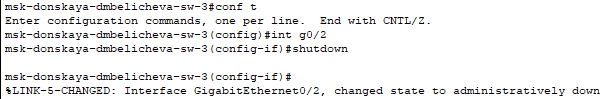 msk-donskaya-dmbelicheva-sw-3#conf t
Enter configuration commands, one per line.  End with CNTL/Z.
msk-donskaya-dmbelicheva-sw-3(config)#int g0/2
msk-donskaya-dmbelicheva-sw-3(config-if)#shutdown

msk-donskaya-dmbelicheva-sw-3(config-if)#
%LINK-5-CHANGED: Interface GigabitEthernet0/2, changed state to administratively down